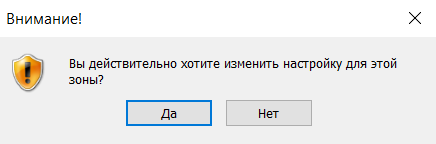 Внимание!
Вы действительно хотите изменить настройку для этой
зоны?
Да
Нет